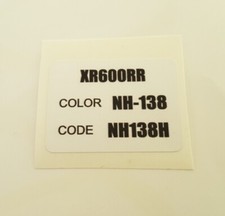 XR600RR
COLOR NH-138
CODE NH138H